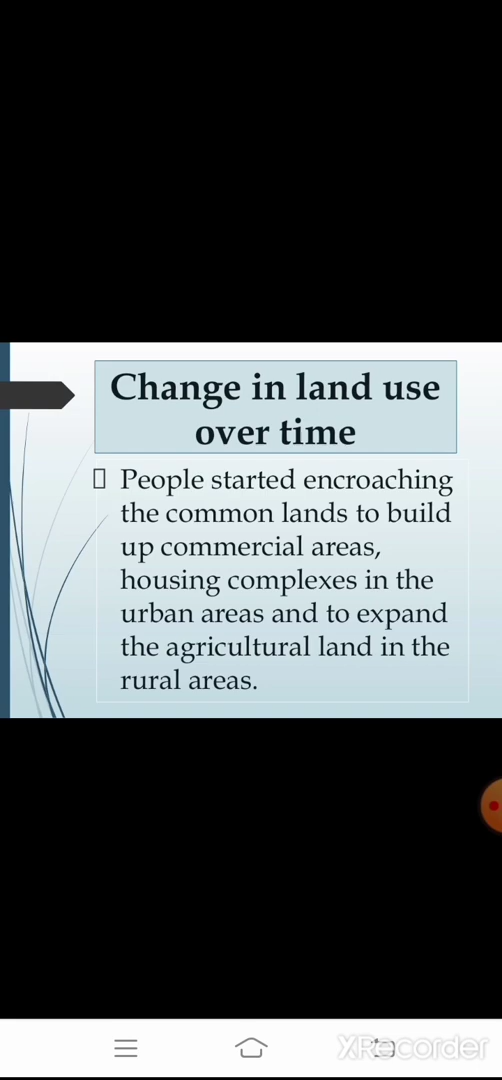 Change in land use
over time
People started encroaching
the common lands to build
up commercial areas,
housing complexes in the
urban areas and to expand
the agricultural land in the
rural areas.
XRecorder